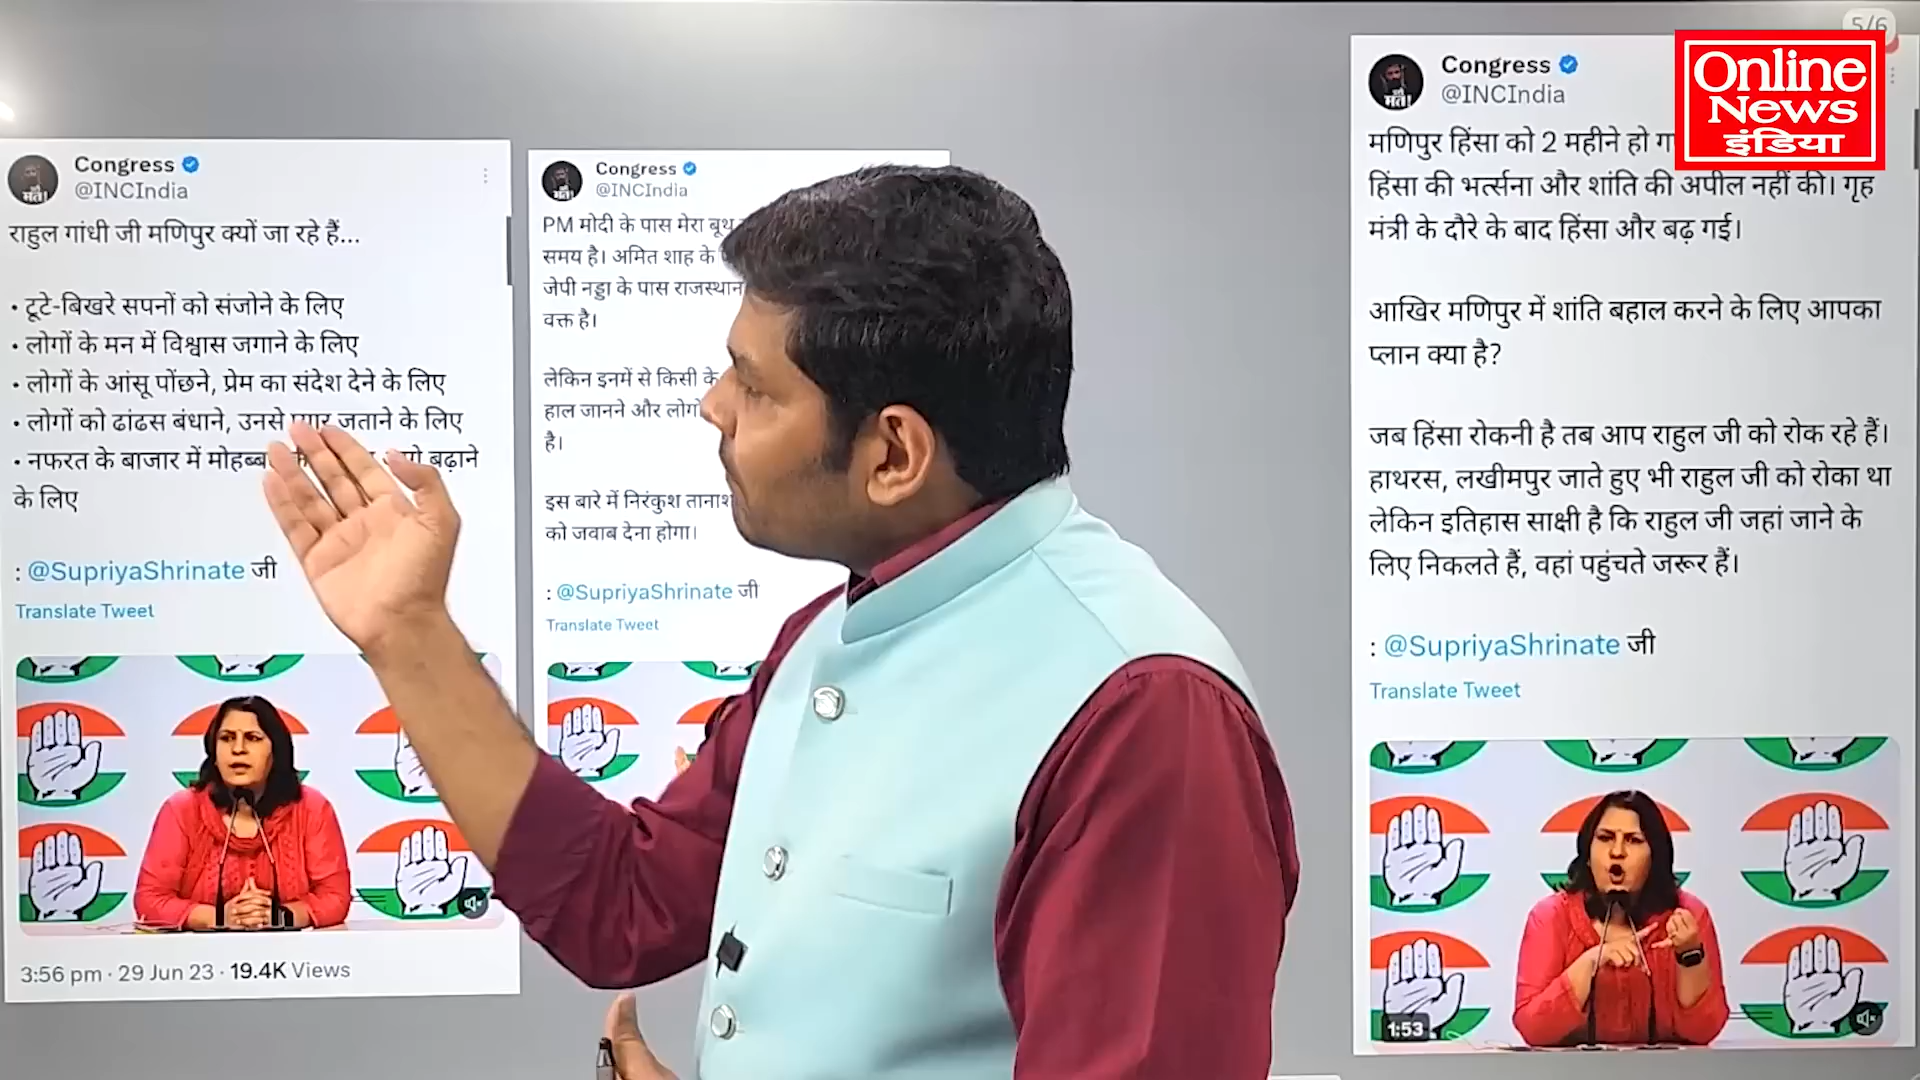 Congress
@INCIndia
राहुल गांधी जी मणिपुर क्यों जा रहे हैं...
• टूटे-बिखरे सपनों को संजोने के लिए
• लोगों के मन में विश्वास जगाने के लिए
• लोगों के आंसू पोंछने, प्रेम का संदेश देने के लिए
• लोगों को ढांढस बंधाने, उनसे प्यार जताने के लिए
• नफरत के बाजार में बढ़ाने
के लिए
: @SupriyaShrinate जी
Translate Tweet
3:56 pm · 29 Jun 23 · 19.4K Views
Congress
@INCIndia
PM मोदी के पास मेरा बूथ
समय है। अमित शाह के
जेपी नड्डा के पास राजस्थान
वक्त है।
लेकिन इनमें से किसी के
हाल जानने और
है।
इस बारे में निरंकुश
को जवाब देना होगा।
: @SupriyaShrinate जी
Translate Tweet
5/6
Online
News
इंडिया
Congress
@INCIndia
मणिपुर हिंसा को 2 महीने हो
हिंसा की भर्त्सना और शांति की अपील नहीं की। गृह
मंत्री के दौरे के बाद हिंसा और बढ़ गई।
आखिर मणिपुर में शांति बहाल करने के लिए आपका
प्लान क्या है?
जब हिंसा रोकनी है तब आप राहुल जी को रोक रहे हैं।
हाथरस, लखीमपुर जाते हुए भी राहुल जी को रोका था
लेकिन इतिहास साक्षी है कि राहुल जी जहां जाने के
लिए निकलते हैं, वहां पहुंचते जरूर हैं।
: @SupriyaShrinate जी
Translate Tweet
1:53